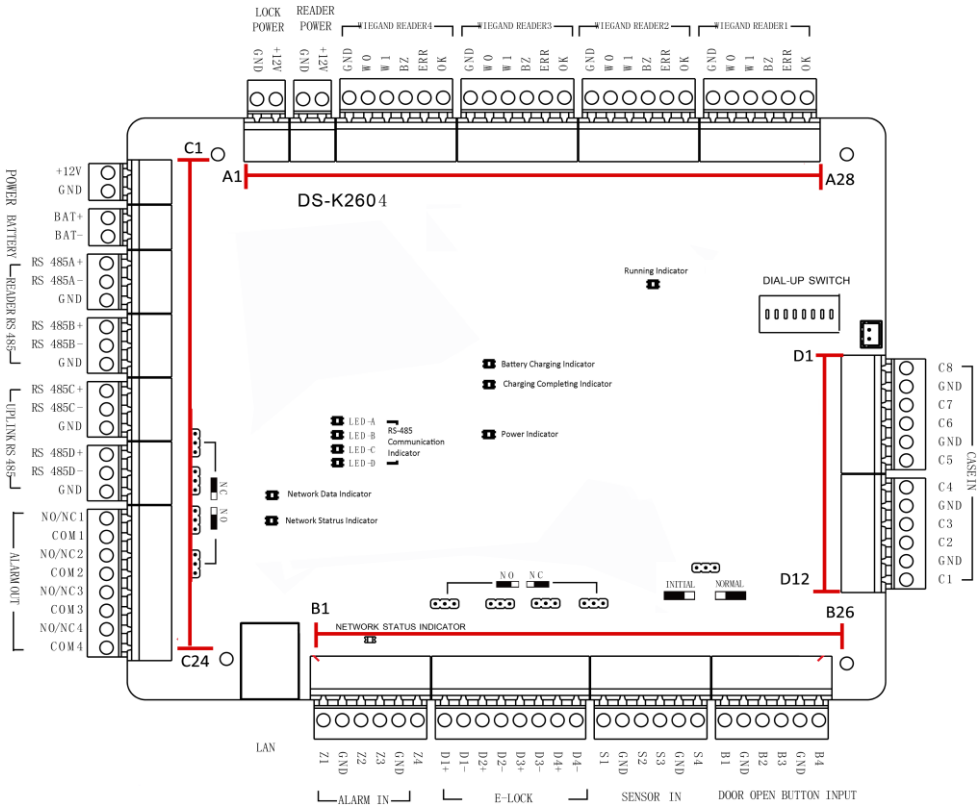 LOCK POWER
READER POWER
WIEGAND READER4
WIEGAND READER3
WIEGAND READER2
WIEGAND READER1
GND +12V
GND +12V
GND W0 W1 BZ ERR OK
GND W0 W1 BZ ERR OK
GND W0 W1 BZ ERR OK
GND W0 W1 BZ ERR OK
C1
A1
A28
DS-K2604
POWER
+12V
GND
BATTERY
BAT+
BAT-
READER RS 485
RS 485A+
RS 485A-
GND
RS 485B+
RS 485B-
GND
UPLINK RS 485
RS 485C+
RS 485C-
GND
RS 485D+
RS 485D-
GND
ALARM OUT
NO/NC1
COM1
NO/NC2
COM2
NO/NC3
COM3
NO/NC4
COM4
Running Indicator
DIAL-UP SWITCH
Battery Charging Indicator
Charging Completing Indicator
Power Indicator
LED-A
LED-B
LED-C
LED-D
RS-485
Communication
Indicator
Network Data Indicator
Network Statrus Indicator
NC
NO
D1
C8
GND
C7
C6
GND
C5
C4
GND
C3
C2
GND
C1
CASE IN
D12
NO NC
INITIAL
NORMAL
B1
B26
NETWORK STATUS INDICATOR
C24
LAN
Z1 GND Z2 Z3 GND Z4
D1+ D1- D2+ D2- D3+ D3- D4+ D4-
S1 GND S2 S3 GND S4
B1 GND B2 B3 GND B4
ALARM IN
E-LOCK
SENSOR IN
DOOR OPEN BUTTON INPUT